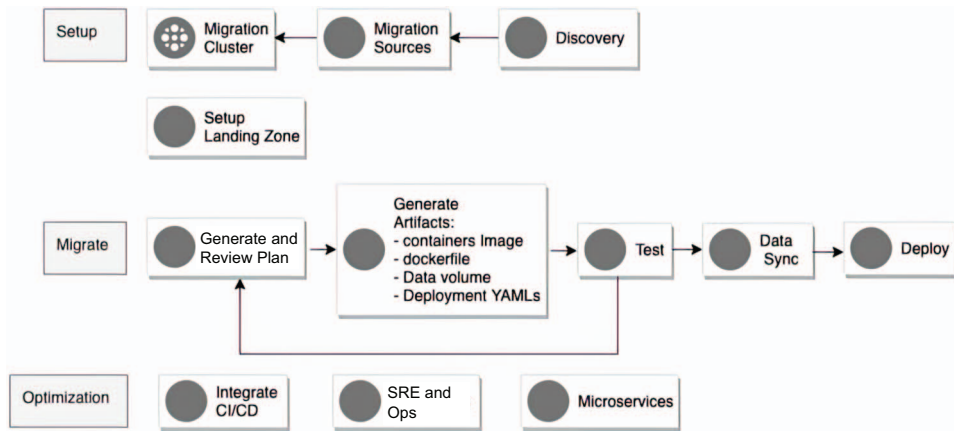 Setup
Migration
Cluster
Migration
Sources
Discovery
Setup
Landing Zone
Migrate
Generate and
Review Plan
Generate
Artifacts:
- containers Image
- dockerfile
- Data volume
- Deployment YAMLs
Test
Data
Sync
Deploy
Optimization
Integrate
CI/CD
SRE and
Ops
Microservices